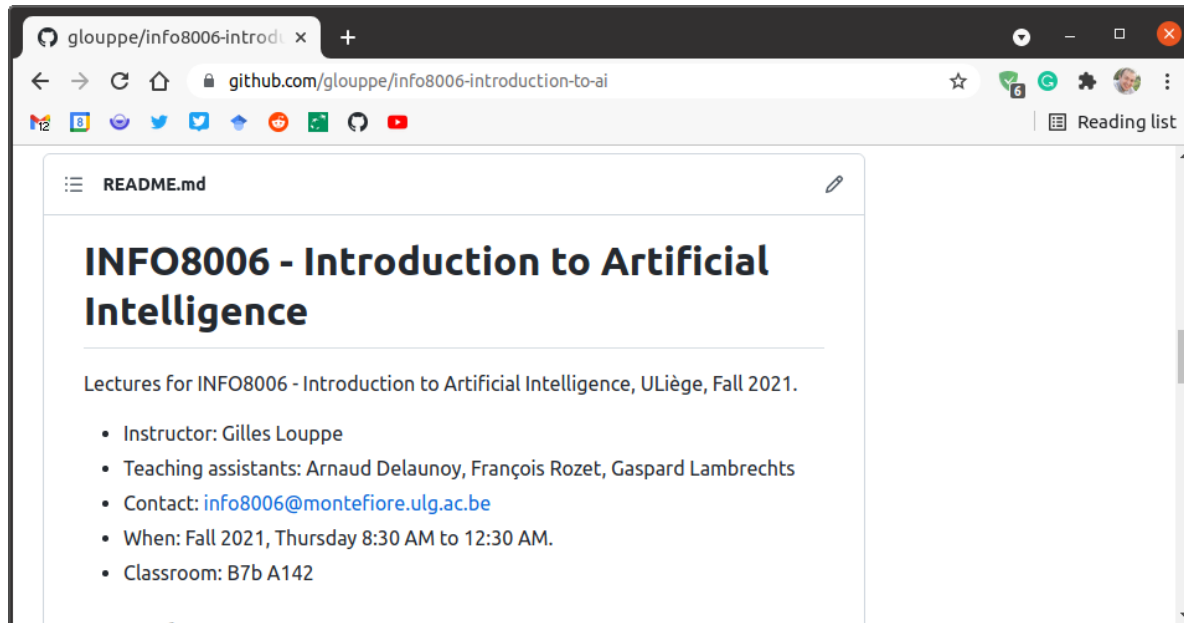 glouppe/info8006-introdu
github.com/glouppe/info8006-introduction-to-ai
6
12
8
Reading list
README.md
INFO8006 - Introduction to Artificial
Intelligence
Lectures for INFO8006 - Introduction to Artificial Intelligence, ULiège, Fall 2021.
• Instructor: Gilles Louppe
• Teaching assistants: Arnaud Delaunoy, François Rozet, Gaspard Lambrechts
• Contact: info8006@montefiore.ulg.ac.be
• When: Fall 2021, Thursday 8:30 AM to 12:30 AM.
• Classroom: B7b A142